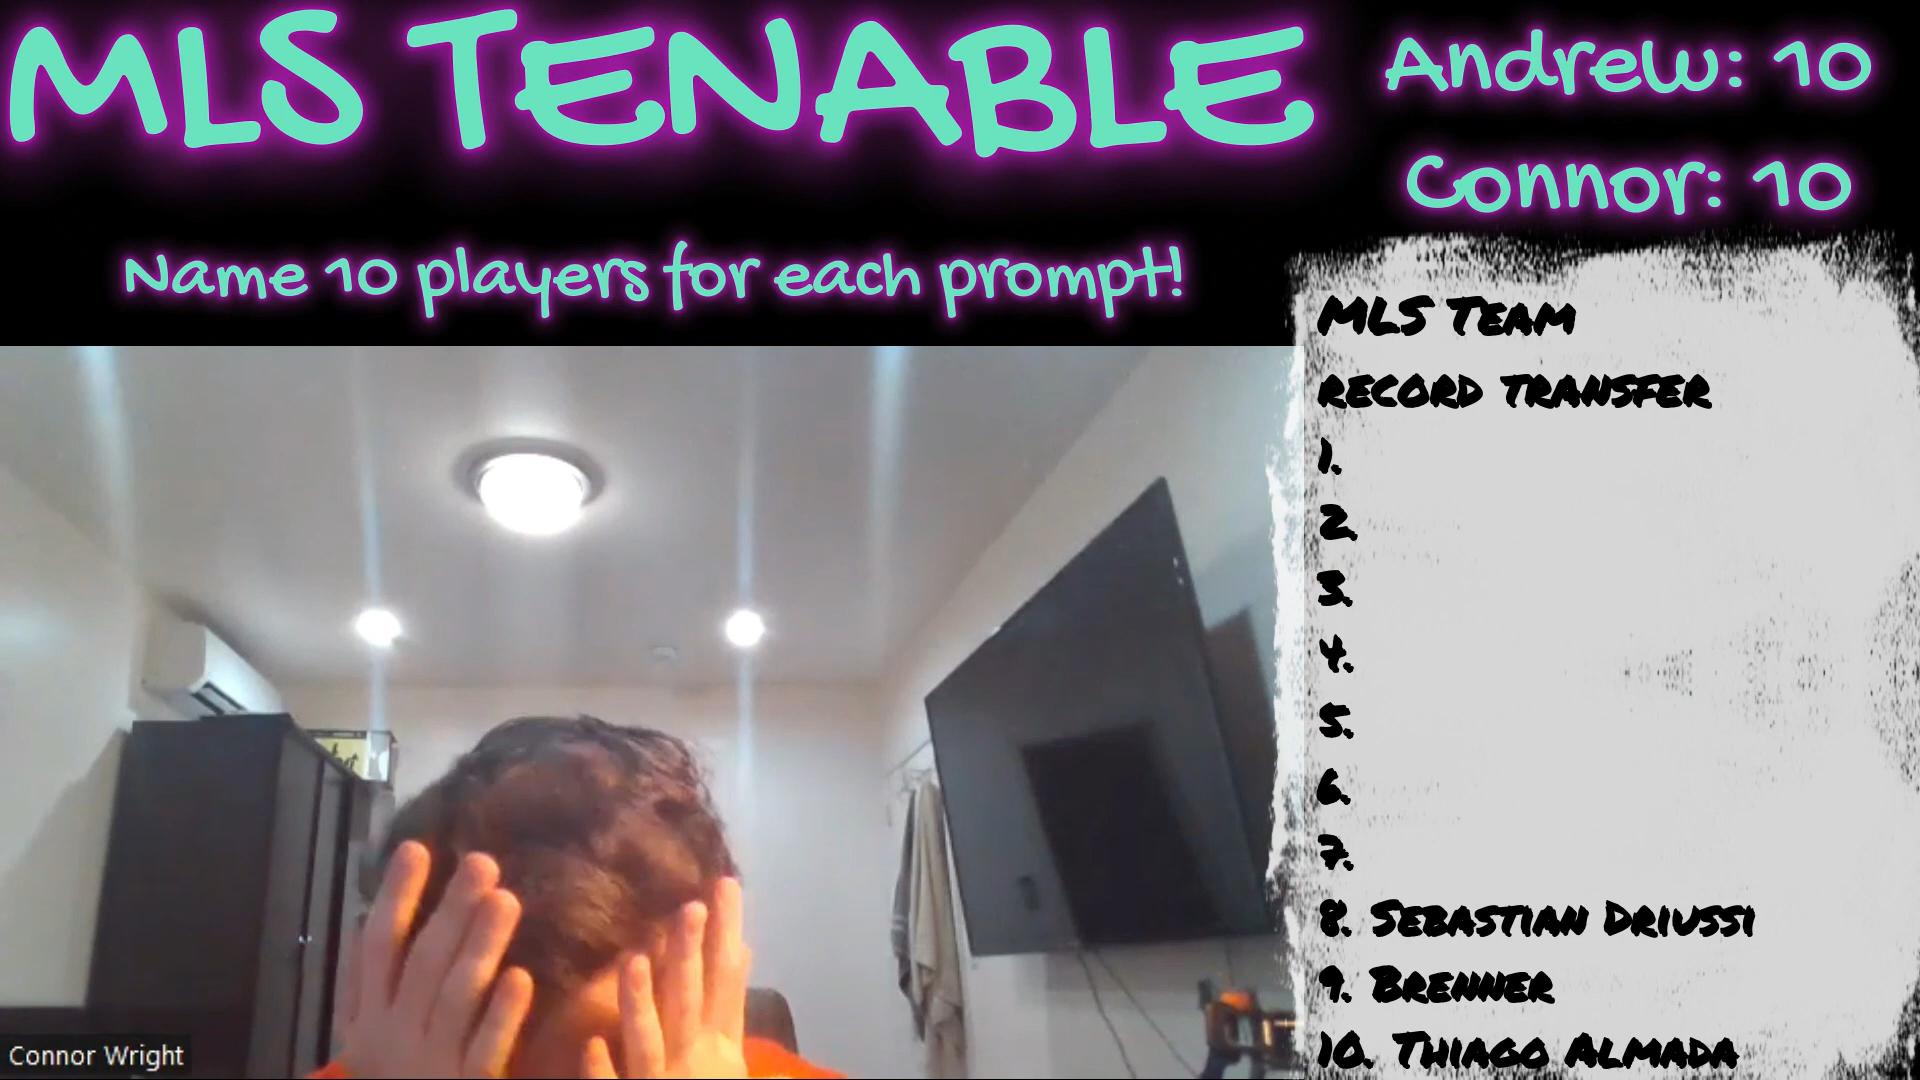 MLS TENABLE
Andrew: 10
Connor: 10
Name 10 players for each prompt!
MLS TEAM
RECORD TRANSFER
1.
2.
3.
4.
5.
6.
7.
8. SEBASTIAN DRIUSSI
9. BRENNER
10. THIAGO ALMADA
Connor Wright